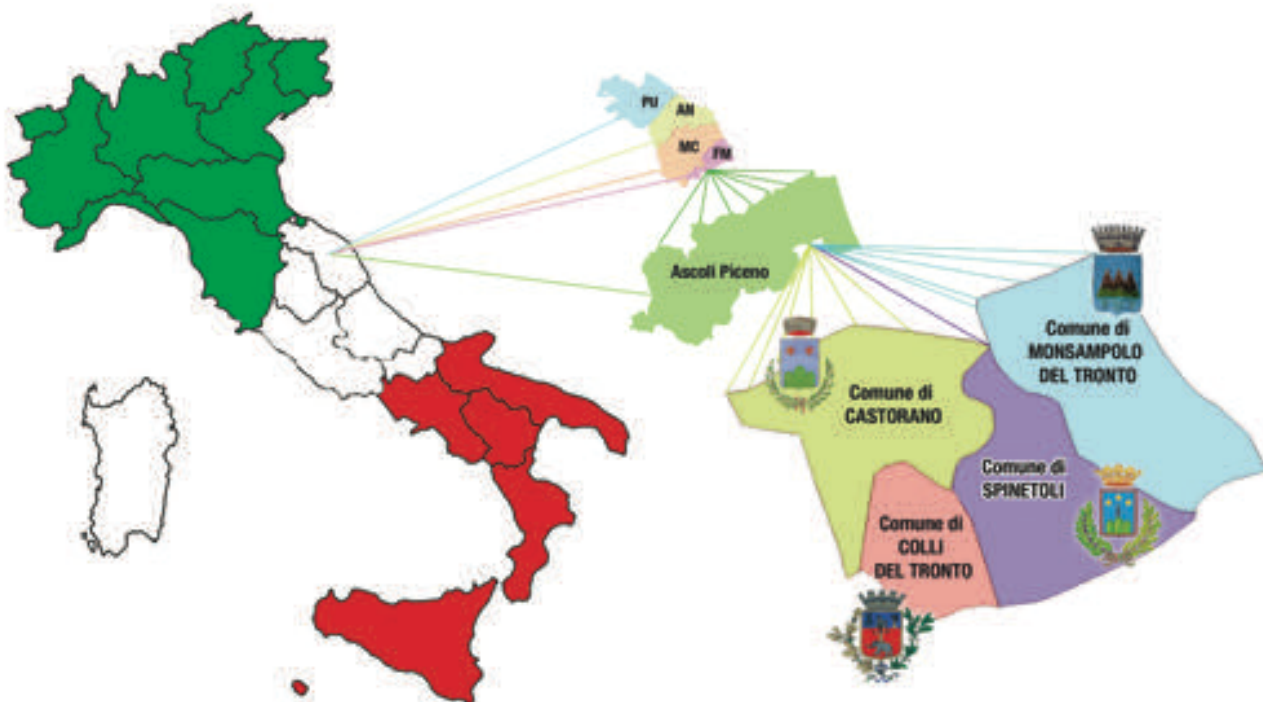 PU
AN
MC
FM
Ascoli Piceno
Comune di
MONSAMPOLO
DEL TRONTO
Comune di
CASTORANO
Comune di
SPINETOLI
Comune di
COLLI
DEL TRONTO